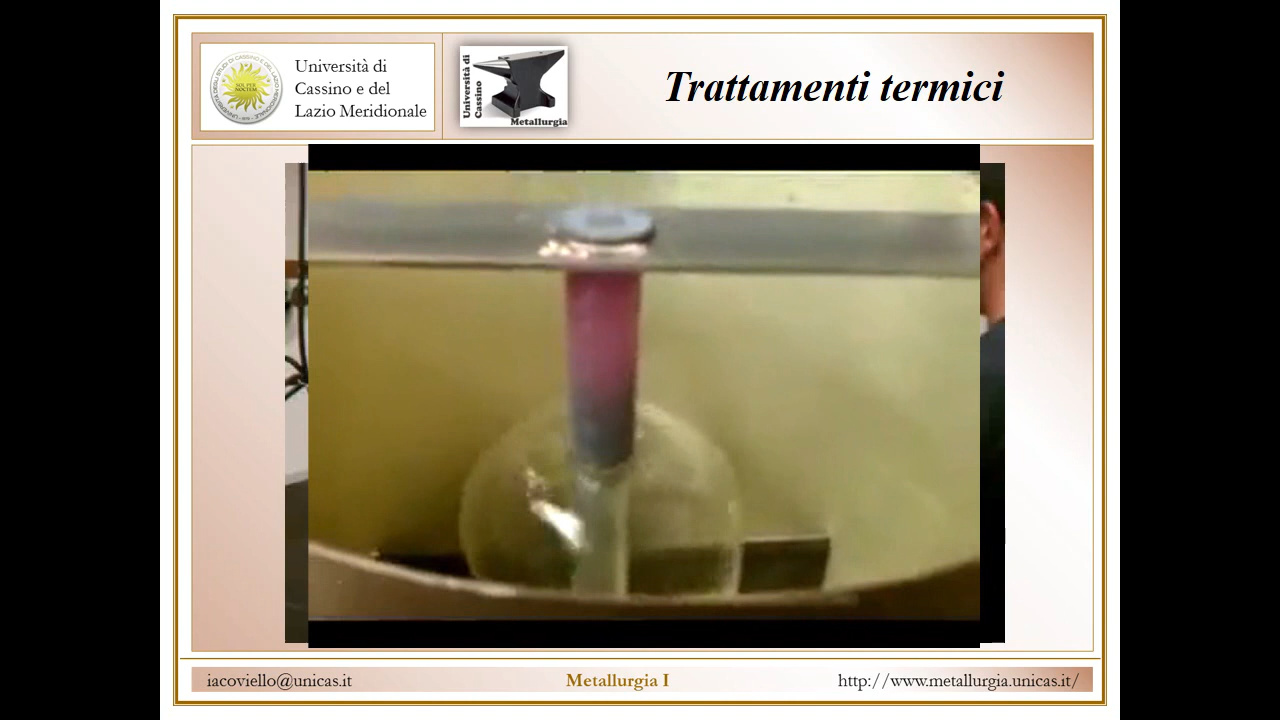 Università di
Cassino e del
Lazio Meridionale
Università di
Cassino
Metallurgia
Trattamenti termici
iacoviello@unicas.it
Metallurgia I
http://www.metallurgia.unicas.it/